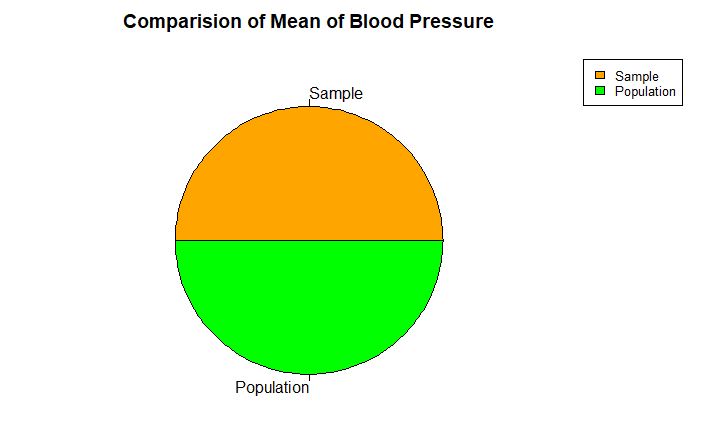 Comparision of Mean of Blood Pressure
Sample
Population
Sample
Population